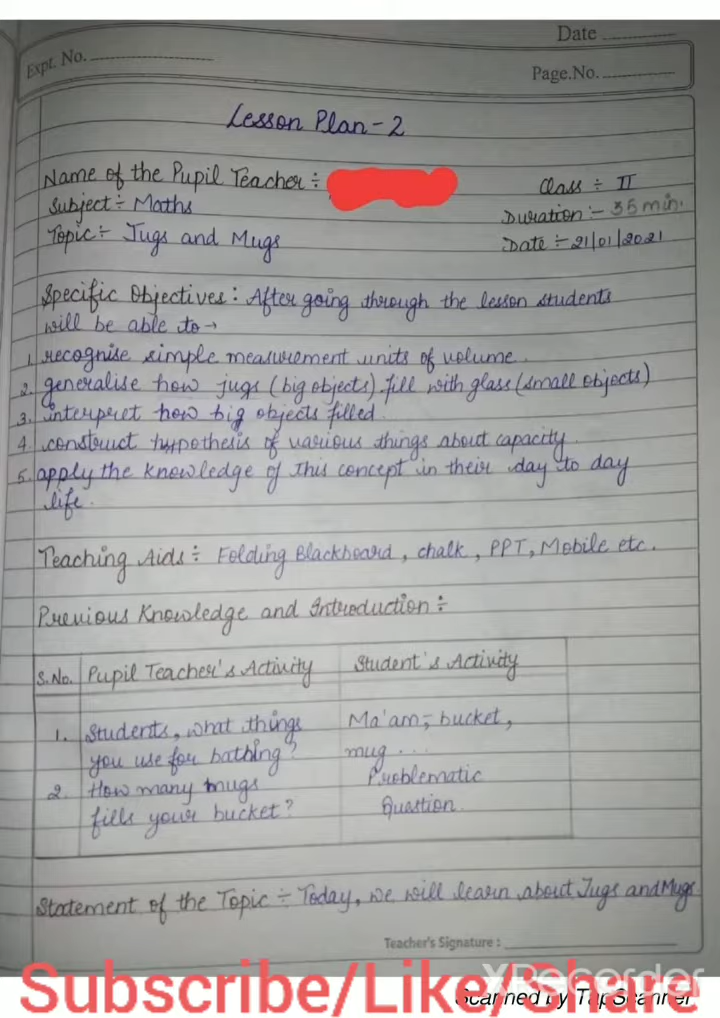 Date
Expt. No.
Page.No.
Lesson Plan - 2
Name of the Pupil Teacher ÷
Class ÷ II
Subject ÷ Maths
Duration :- 35 min.
Topic ÷ Jugs and Mugs
Date ÷ 21/01/2021
Specific Objectives : After going through the lesson students
will be able to →
1. recognise simple measurement units of volume.
2. generalise how jugs (big objects) fill with glass (small objects)
3. interpret how big objects filled.
4. construct hypothesis of various things about capacity.
5. apply the knowledge of this concept in their day to day
life.
Teaching Aids ÷ Folding Blackboard, chalk, PPT, Mobile etc.
Previous Knowledge and Introduction ÷
S.No. Pupil Teacher's Activity Student's Activity
1. Students, what things Ma'am, bucket,
you use for bathing? mug ...
2. How many mugs Problematic
fills your bucket? Question.
Statement of the Topic ÷ Today, we will learn about Jugs and Mugs
Teacher's Signature :
Subscribe/Like/Share
XRecorder
Scanned by TapScanner